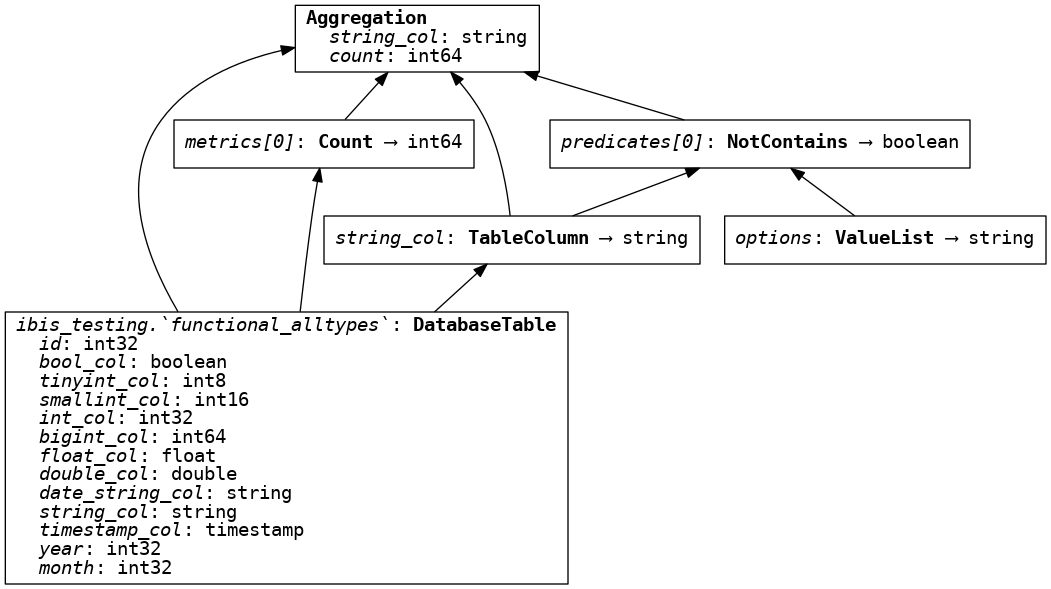 Aggregation
string_col: string
count: int64
metrics[0]: Count → int64
predicates[0]: NotContains → boolean
string_col: TableColumn → string
options: ValueList → string
ibis_testing.`functional_alltypes`: DatabaseTable
id: int32
bool_col: boolean
tinyint_col: int8
smallint_col: int16
int_col: int32
bigint_col: int64
float_col: float
double_col: double
date_string_col: string
string_col: string
timestamp_col: timestamp
year: int32
month: int32